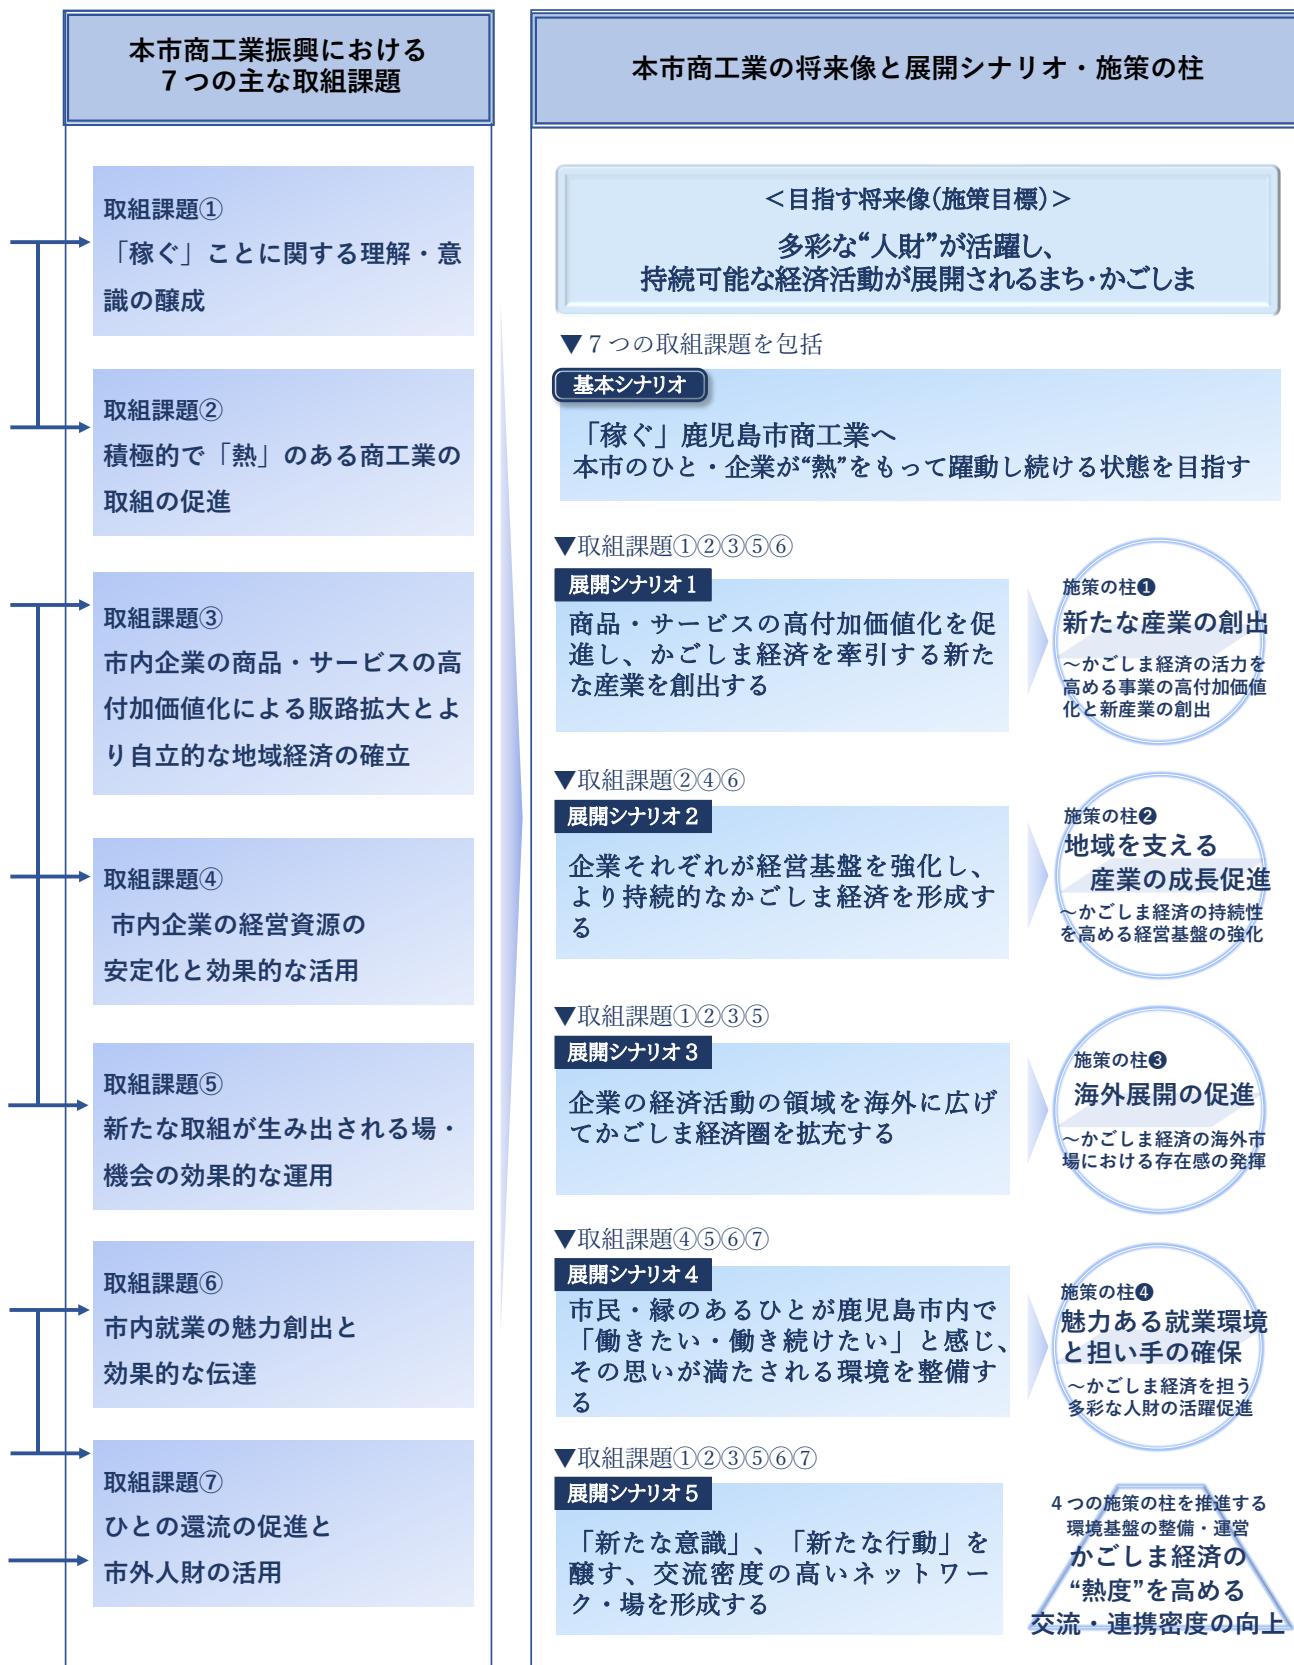 本市商工業振興における
７つの主な取組課題
取組課題①
「稼ぐ」ことに関する理解・意
識の醸成
取組課題②
積極的で「熱」のある商工業の
取組の促進
取組課題③
市内企業の商品・サービスの高
付加価値化による販路拡大とよ
り自立的な地域経済の確立
取組課題④
市内企業の経営資源の
安定化と効果的な活用
取組課題⑤
新たな取組が生み出される場・
機会の効果的な運用
取組課題⑥
市内就業の魅力創出と
効果的な伝達
取組課題⑦
ひとの還流の促進と
市外人財の活用
本市商工業の将来像と展開シナリオ・施策の柱
＜目指す将来像（施策目標）＞
多彩な“人財”が活躍し、
持続可能な経済活動が展開されるまち・かごしま
▼７つの取組課題を包括
基本シナリオ
「稼ぐ」鹿児島市商工業へ
本市のひと・企業が“熱”をもって躍動し続ける状態を目指す
▼取組課題①②③⑤⑥
展開シナリオ１
商品・サービスの高付加価値化を促
進し、かごしま経済を牽引する新た
な産業を創出する
施策の柱❶
新たな産業の創出
～かごしま経済の活力を
高める事業の高付加価値
化と新産業の創出
▼取組課題②④⑥
展開シナリオ２
企業それぞれが経営基盤を強化し、
より持続的なかごしま経済を形成す
る
施策の柱❷
地域を支える
産業の成長促進
～かごしま経済の持続性
を高める経営基盤の強化
▼取組課題①②③⑤
展開シナリオ３
企業の経済活動の領域を海外に広げ
てかごしま経済圏を拡充する
施策の柱❸
海外展開の促進
～かごしま経済の海外市
場における存在感の発揮
▼取組課題④⑤⑥⑦
展開シナリオ４
市民・縁のあるひとが鹿児島市内で
「働きたい・働き続けたい」と感じ、
その思いが満たされる環境を整備す
る
施策の柱❹
魅力ある就業環境
と担い手の確保
～かごしま経済を担う
多彩な人財の活躍促進
▼取組課題①②③⑤⑥⑦
展開シナリオ５
「新たな意識」、「新たな行動」を
醸す、交流密度の高いネットワー
ク・場を形成する
４つの施策の柱を推進する
環境基盤の整備・運営
かごしま経済の
“熱度”を高める
交流・連携密度の向上